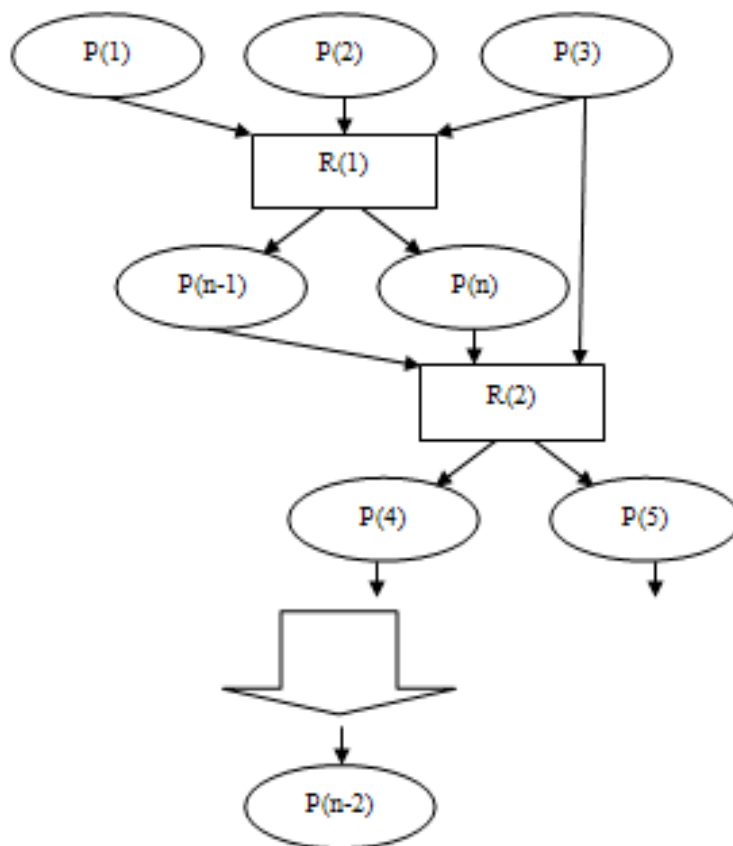 P(1)
P(2)
P(3)
R(1)
P(n-1)
P(n)
R(2)
P(4)
P(5)
P(n-2)